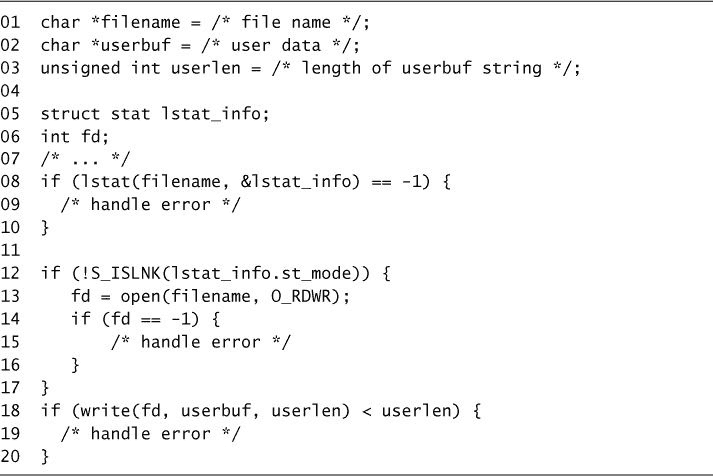 01 char *filename = /* file name */;
02 char *userbuf = /* user data */;
03 unsigned int userlen = /* length of userbuf string */;
04
05 struct stat lstat_info;
06 int fd;
07 /* ... */
08 if (lstat(filename, &lstat_info) == -1) {
09   /* handle error */
10 }
11
12 if (!S_ISLNK(lstat_info.st_mode)) {
13    fd = open(filename, O_RDWR);
14    if (fd == -1) {
15        /* handle error */
16    }
17 }
18 if (write(fd, userbuf, userlen) < userlen) {
19   /* handle error */
20 }